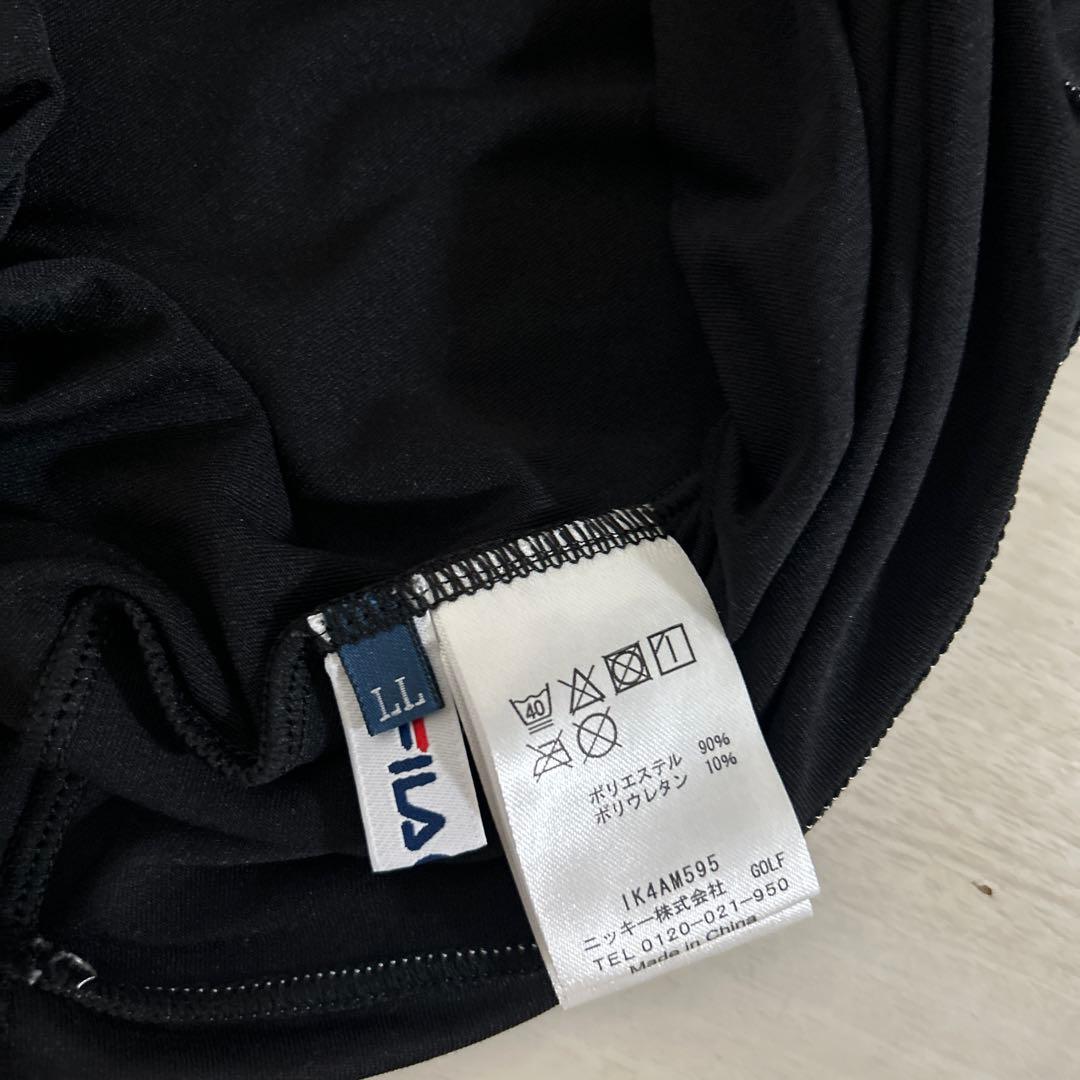 LL
FILA
40
ポリエステル 90%
ポリウレタン 10%
IK4AM595 GOLF
ニッキー株式会社
TEL 0120-021-950
Made in China